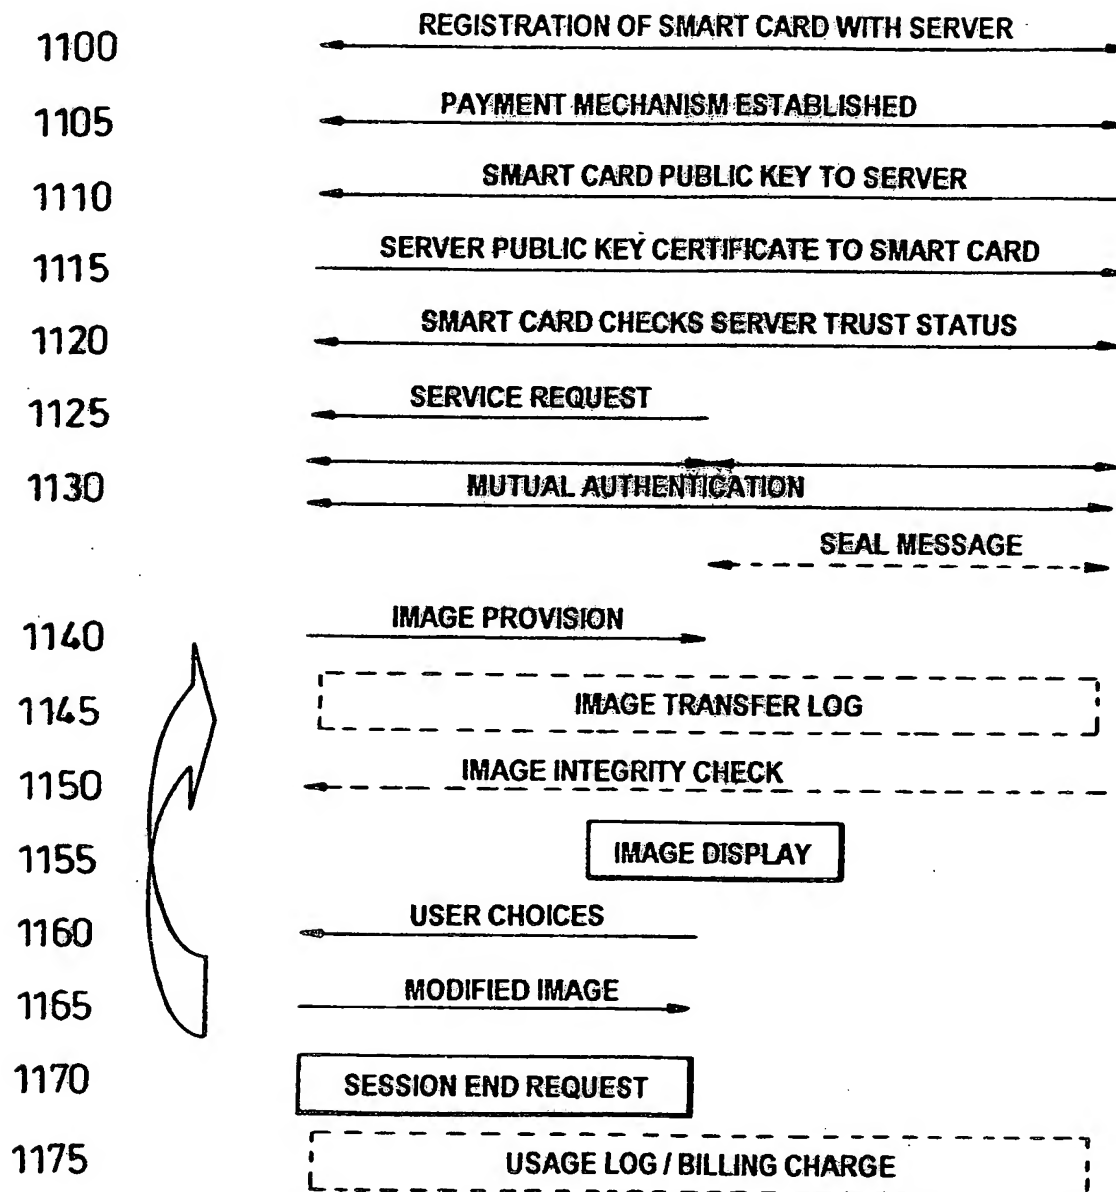 1100 REGISTRATION OF SMART CARD WITH SERVER
1105 PAYMENT MECHANISM ESTABLISHED
1110 SMART CARD PUBLIC KEY TO SERVER
1115 SERVER PUBLIC KEY CERTIFICATE TO SMART CARD
1120 SMART CARD CHECKS SERVER TRUST STATUS
1125 SERVICE REQUEST
1130 MUTUAL AUTHENTICATION
SEAL MESSAGE
1140 IMAGE PROVISION
1145 IMAGE TRANSFER LOG
1150 IMAGE INTEGRITY CHECK
1155 IMAGE DISPLAY
1160 USER CHOICES
1165 MODIFIED IMAGE
1170 SESSION END REQUEST
1175 USAGE LOG / BILLING CHARGE